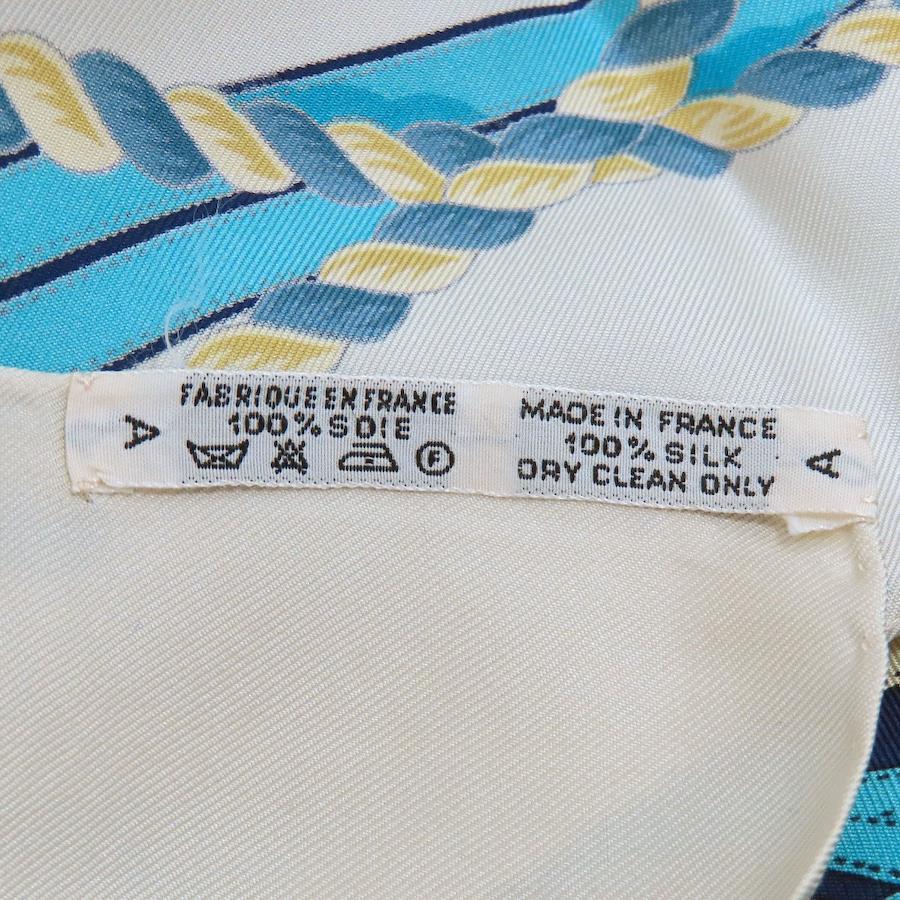 A
FABRIQUE EN FRANCE
100% SOIE
F
MADE IN FRANCE
100% SILK
DRY CLEAN ONLY
A